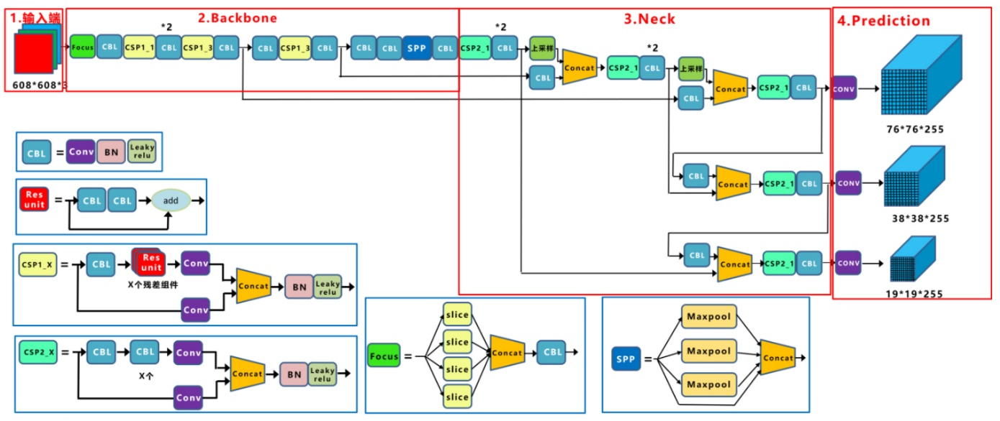 1.输入端
2.Backbone
3.Neck
4.Prediction
*2
*2
*2
Focus CBL CSP1_1 CBL CSP1_3 CBL CBL CSP1_3 CBL CBL CBL SPP CBL CSP2_1 CBL 上采样
CBL Concat CSP2_1 CBL 上采样
CBL Concat CSP2_1 CBL CONV
608*608*3
76*76*255
CBL = Conv BN Leaky relu
CBL Concat CSP2_1 CBL CONV
38*38*255
Res unit = CBL CBL add
CBL Concat CSP2_1 CBL CONV
19*19*255
CSP1_X = CBL Res unit Conv
X个残差组件
Conv Concat BN Leaky relu
CSP2_X = CBL CBL Conv
X个
Conv Concat BN Leaky relu
Focus = slice
slice
slice
slice
Concat CBL
SPP = Maxpool
Maxpool
Maxpool
Concat